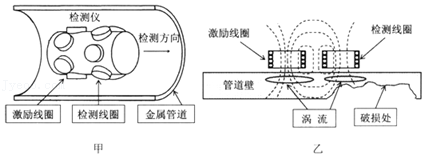 检测仪
检测方向
激励线圈
检测线圈
金属管道
甲
激励线圈
检测线圈
管道壁
涡流
破损处
乙